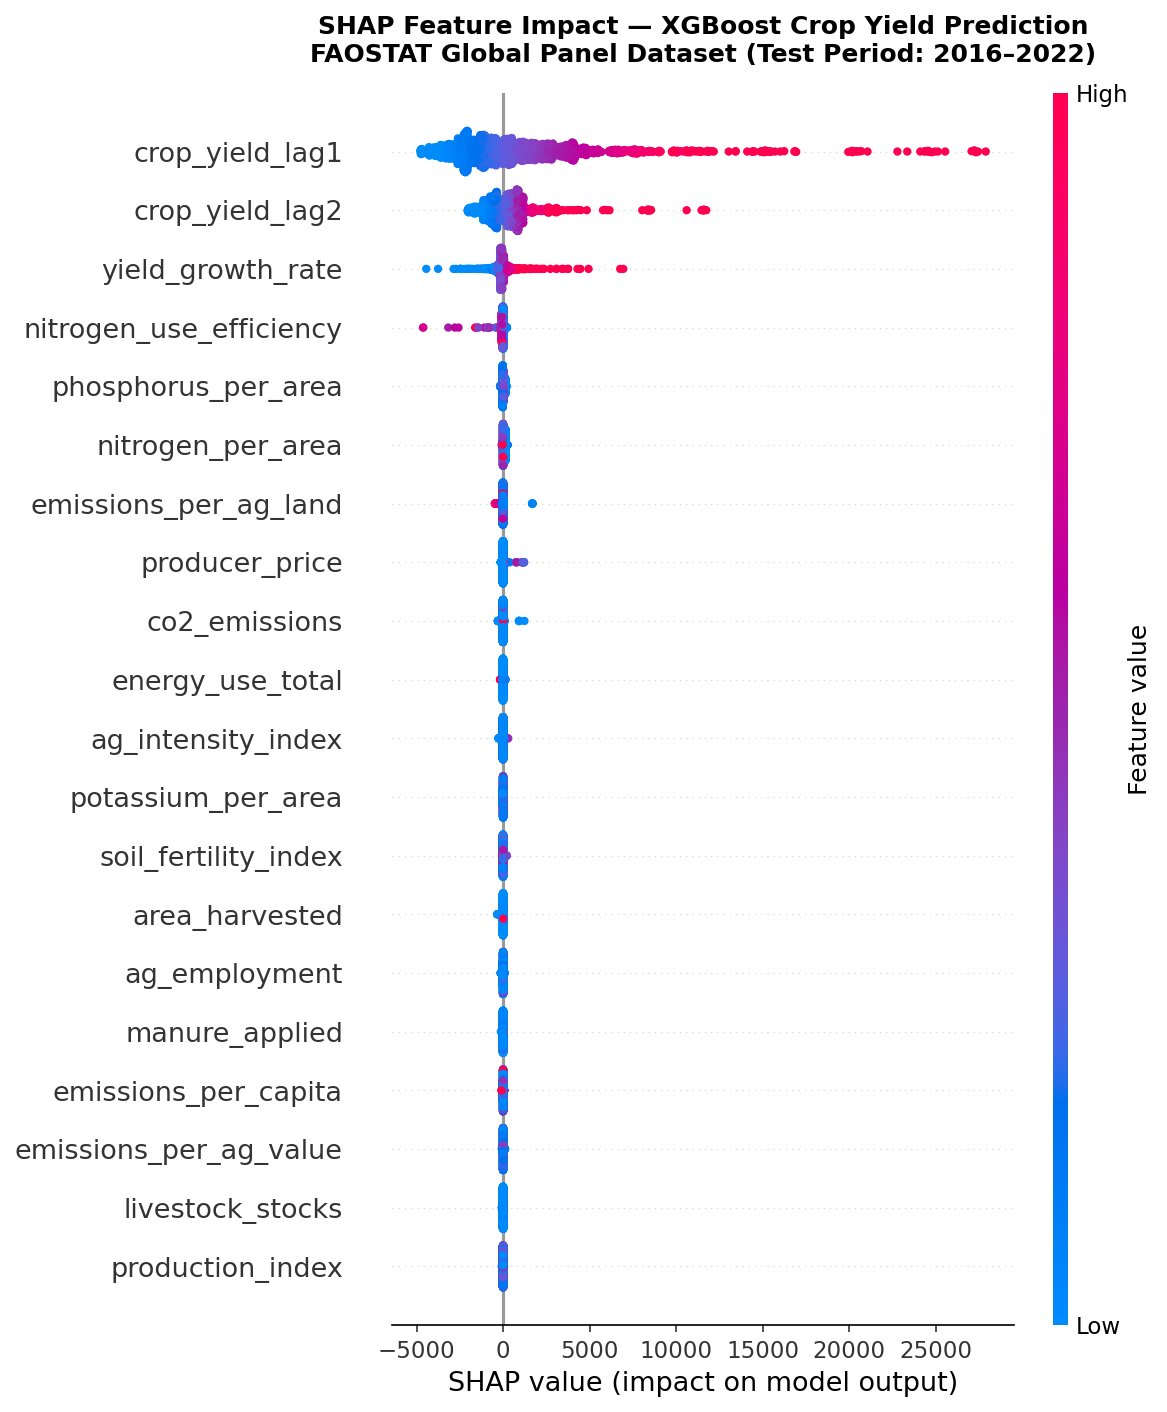 SHAP Feature Impact — XGBoost Crop Yield Prediction
FAOSTAT Global Panel Dataset (Test Period: 2016–2022)
High
crop_yield_lag1
crop_yield_lag2
yield_growth_rate
nitrogen_use_efficiency
phosphorus_per_area
nitrogen_per_area
emissions_per_ag_land
producer_price
co2_emissions
energy_use_total
ag_intensity_index
potassium_per_area
soil_fertility_index
area_harvested
ag_employment
manure_applied
emissions_per_capita
emissions_per_ag_value
livestock_stocks
production_index
Feature value
Low
−5000 0 5000 10000 15000 20000 25000
SHAP value (impact on model output)